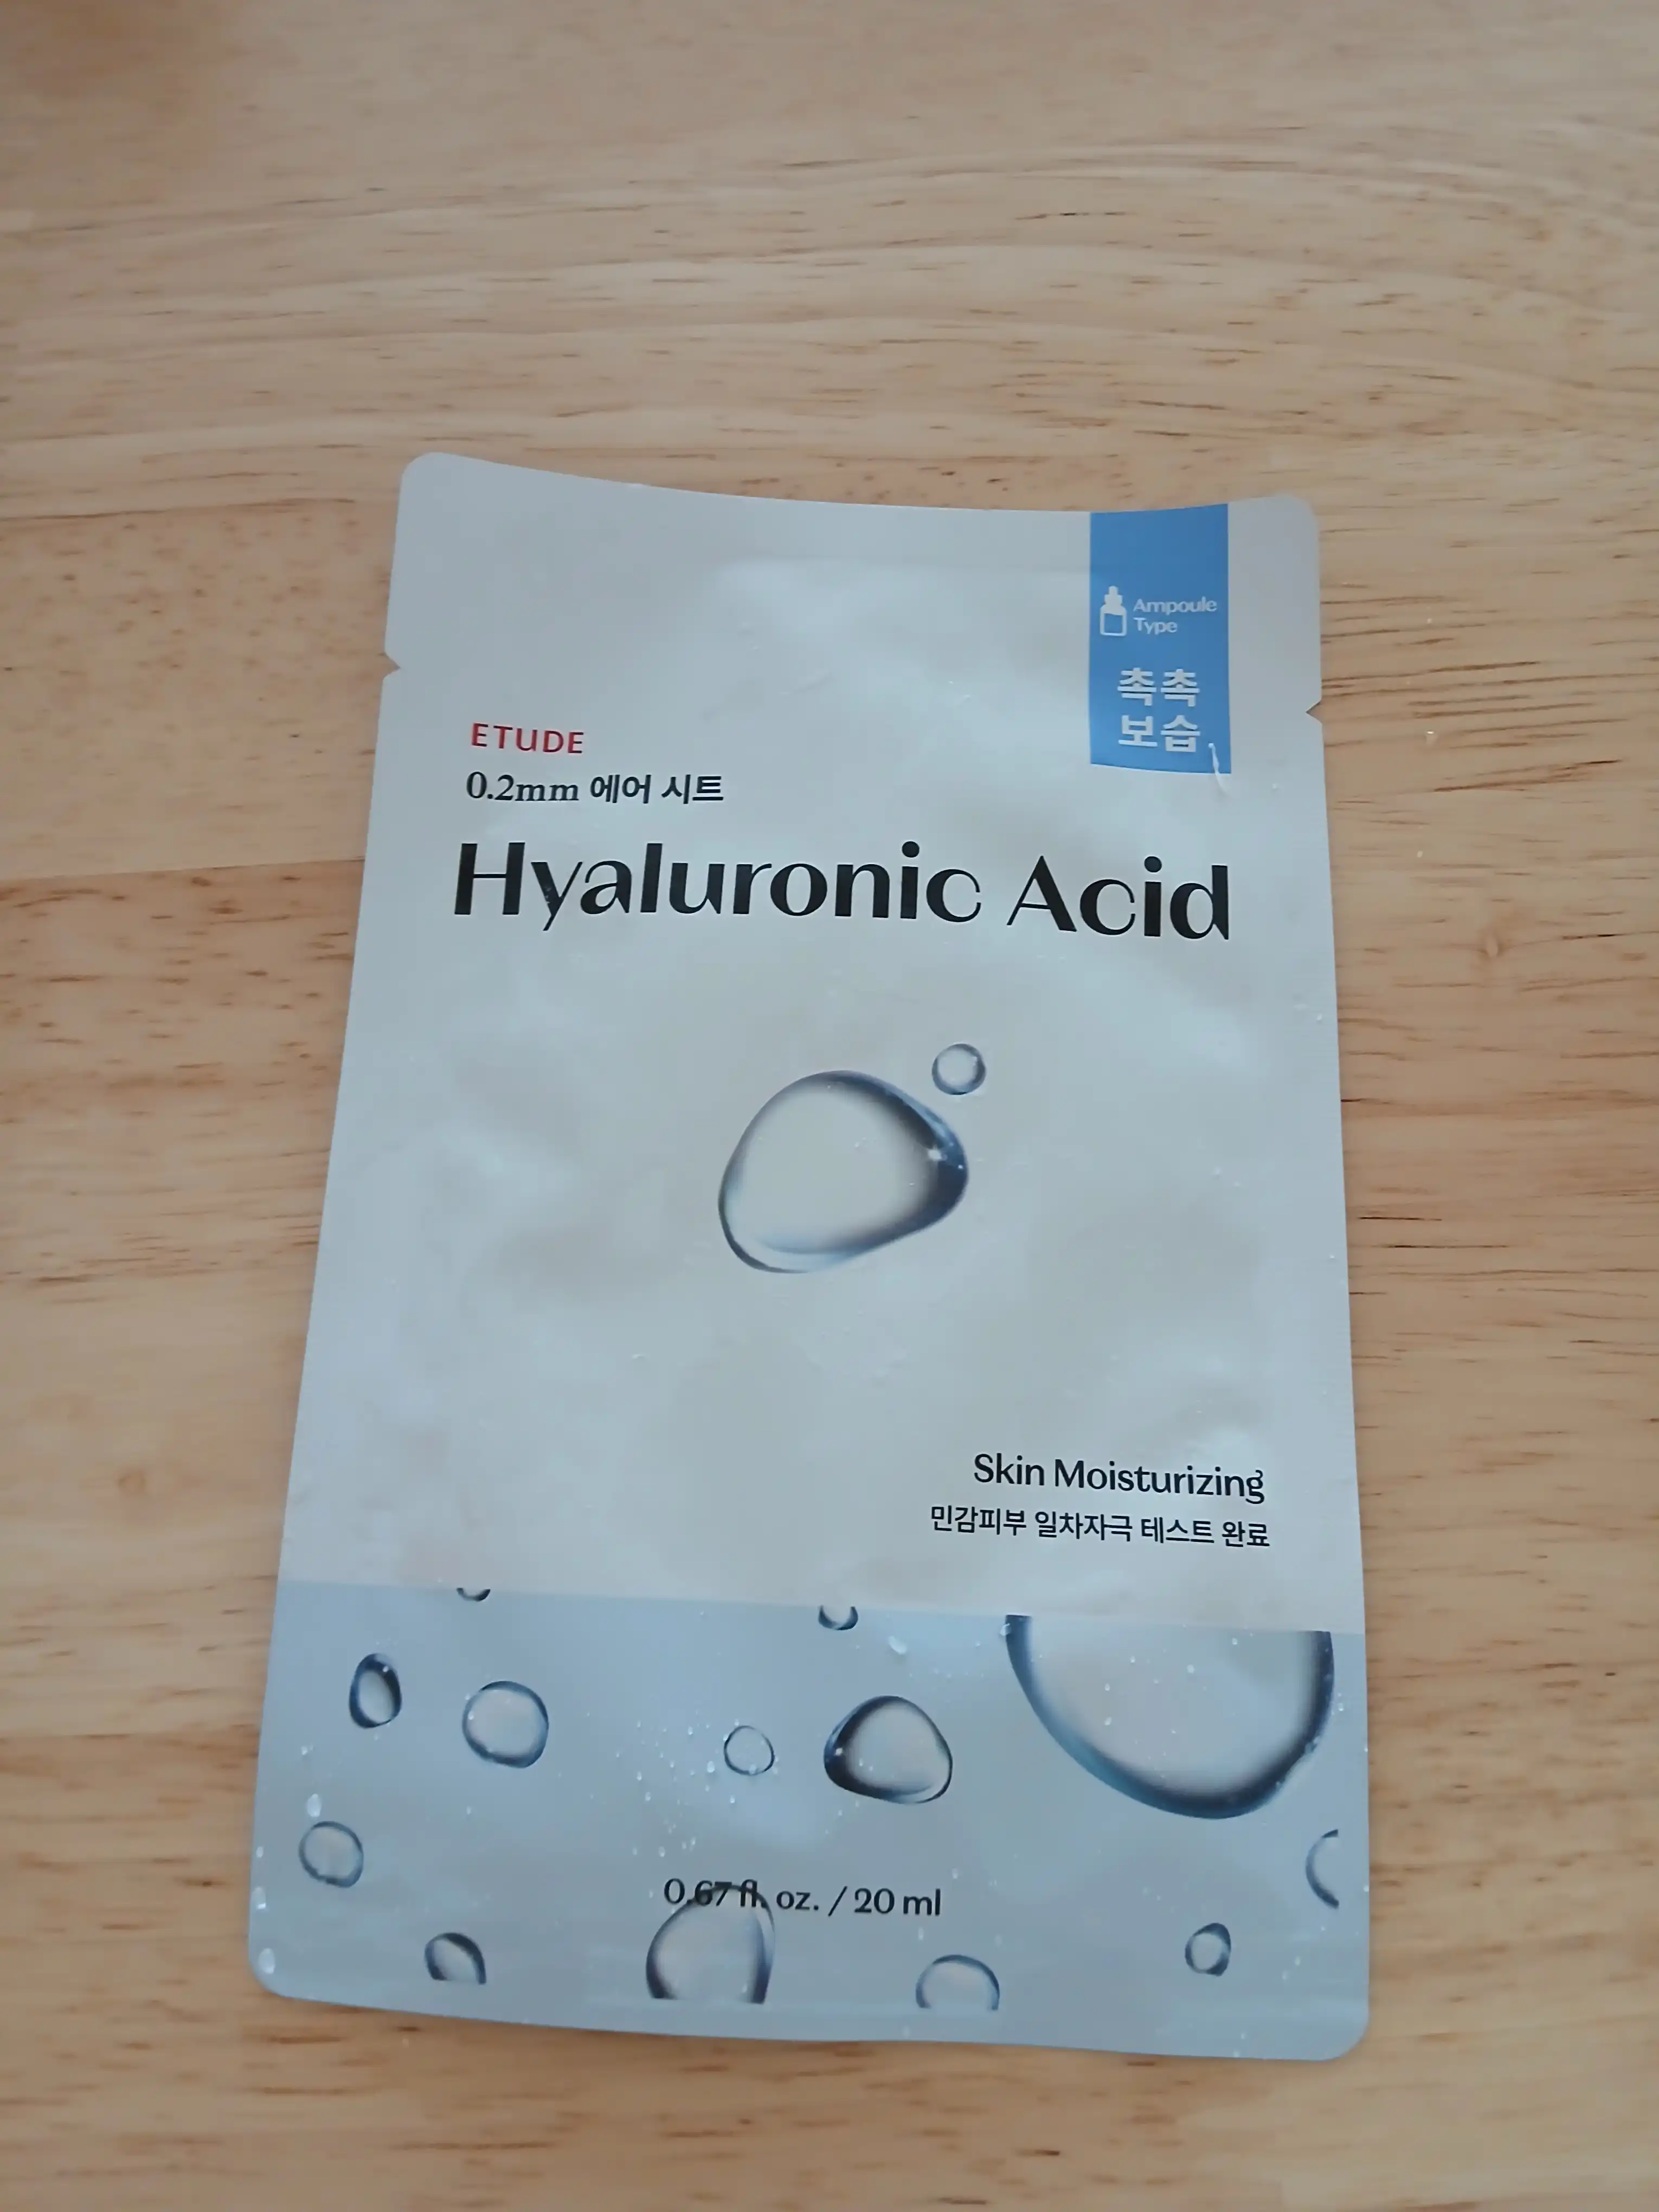 Ampoule
Type
촉촉
보습
ETUDE
0.2mm 에어 시트
Hyaluronic Acid
Skin Moisturizing
민감피부 일차자극 테스트 완료
0.67 fl. oz. / 20 ml